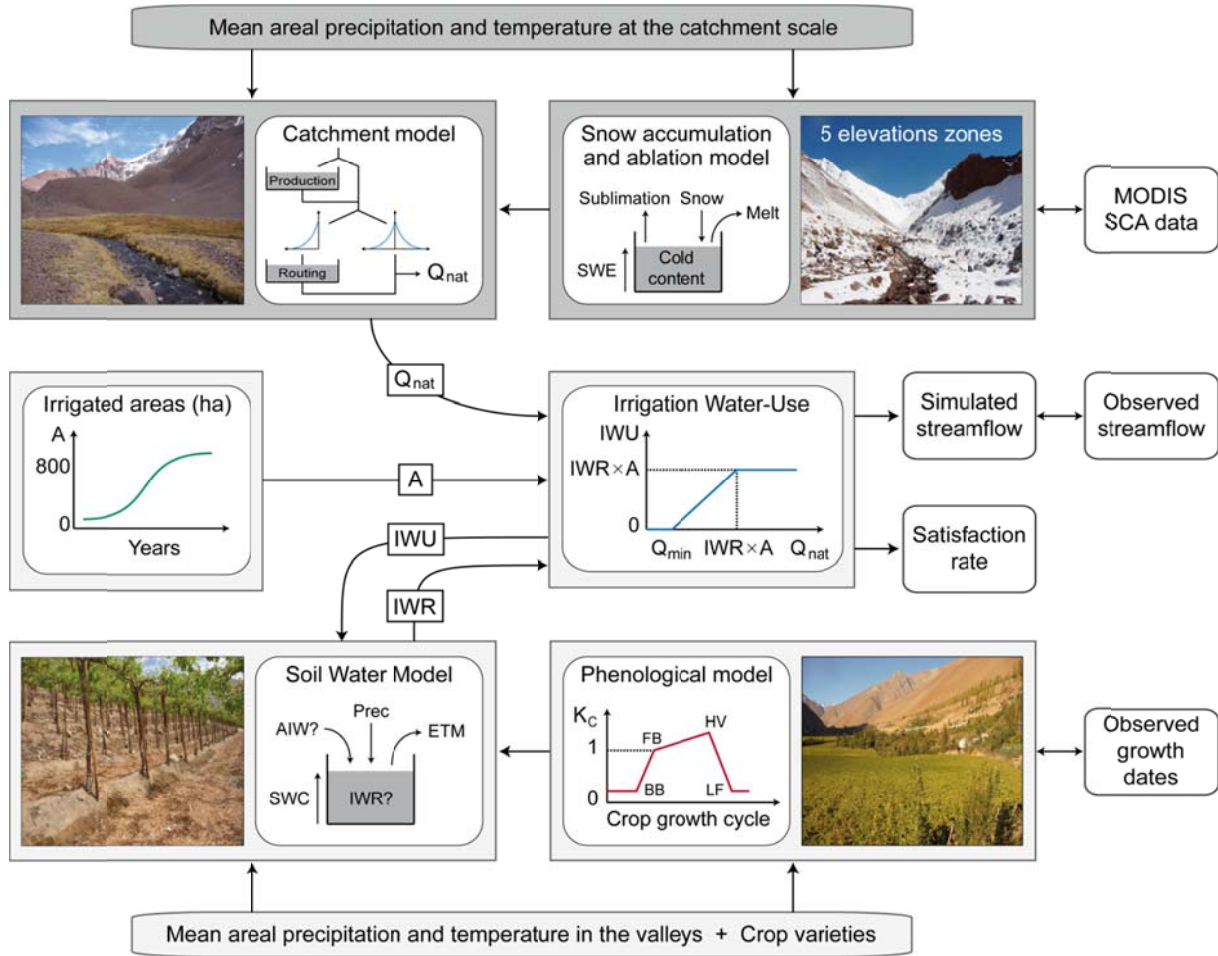 Mean areal precipitation and temperature at the catchment scale
Catchment model
Production
Routing
Qnat
Snow accumulation
and ablation model
Sublimation
Snow
Melt
SWE
Cold
content
5 elevations zones
MODIS
SCA data
Qnat
Irrigated areas (ha)
A
800
0
Years
A
IWU
IWR
Irrigation Water-Use
IWU
IWR×A
0
Qmin
IWR×A
Qnat
Simulated
streamflow
Observed
streamflow
Satisfaction
rate
Soil Water Model
AIW?
Prec
ETM
SWC
IWR?
Phenological model
KC
1
0
FB
HV
BB
LF
Crop growth cycle
Observed
growth
dates
Mean areal precipitation and temperature in the valleys + Crop varieties